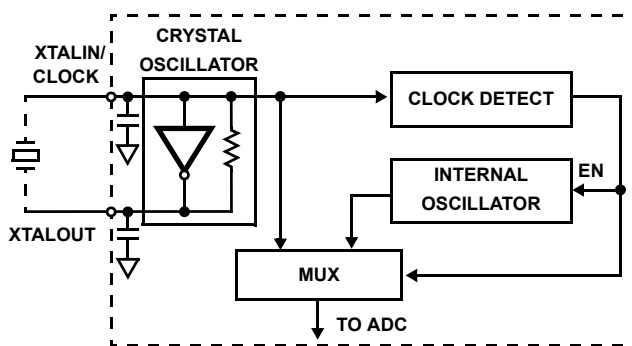 CRYSTAL
OSCILLATOR
XTALIN/
CLOCK
CLOCK DETECT
INTERNAL
OSCILLATOR
EN
XTALOUT
MUX
TO ADC